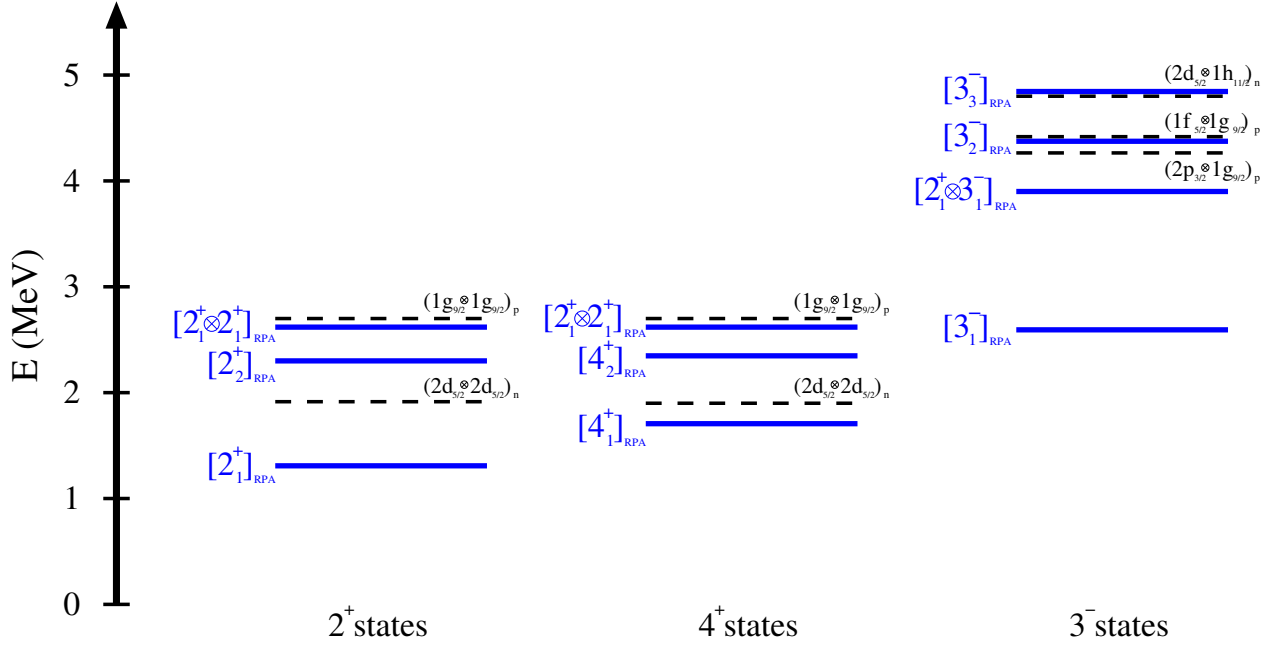 E (MeV)
5
4
3
2
1
0
(1g9/2⊗1g9/2)p
[2+1⊗2+1]RPA
[2+2]RPA
(2d5/2⊗2d5/2)n
[2+1]RPA
2+ states
(1g9/2⊗1g9/2)p
[2+1⊗2+1]RPA
[4+2]RPA
(2d5/2⊗2d5/2)n
[4+1]RPA
4+ states
(2d5/2⊗1h11/2)n
[3−3]RPA
(1f5/2⊗1g9/2)p
[3−2]RPA
(2p3/2⊗1g9/2)p
[2+1⊗3−1]RPA
[3−1]RPA
3− states